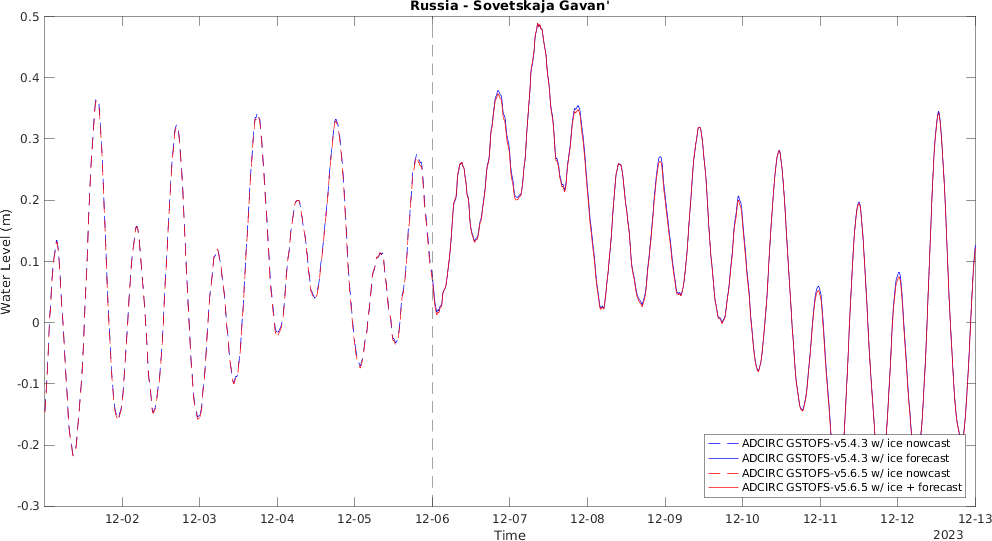 Russia - Sovetskaja Gavan'
0.5
0.4
0.3
0.2
0.1
0
-0.1
-0.2
-0.3
Water Level (m)
ADCIRC GSTOFS-v5.4.3 w/ ice nowcast
ADCIRC GSTOFS-v5.4.3 w/ ice forecast
ADCIRC GSTOFS-v5.6.5 w/ ice nowcast
ADCIRC GSTOFS-v5.6.5 w/ ice + forecast
12-02 12-03 12-04 12-05 12-06 12-07 12-08 12-09 12-10 12-11 12-12 12-13
Time
2023